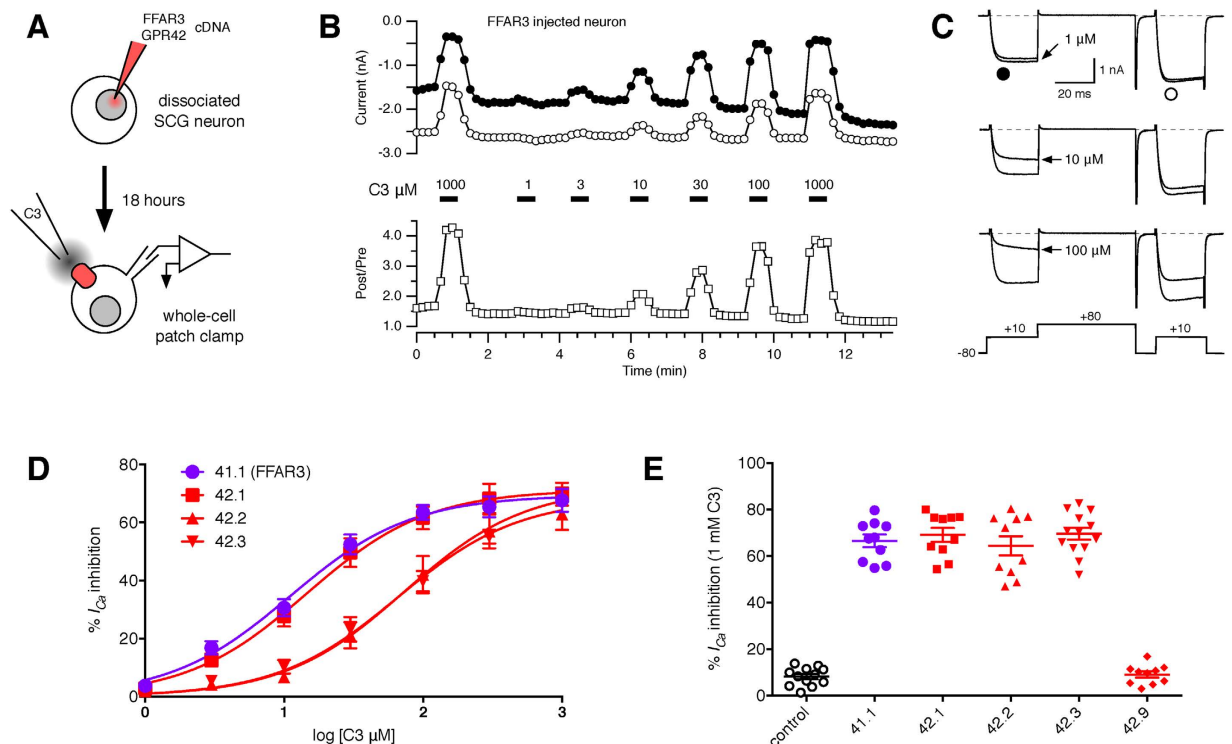 A
FFAR3
GPR42
cDNA
dissociated
SCG neuron
18 hours
C3
whole-cell
patch clamp
B
FFAR3 injected neuron
Current (nA)
0.0
-1.0
-2.0
-3.0
C3 µM
1000 1 3 10 30 100 1000
Post/Pre
4.0
3.0
2.0
1.0
0 2 4 6 8 10 12
Time (min)
C
1 µM
1 nA
20 ms
10 µM
100 µM
+10 +80 +10
-80
D
41.1 (FFAR3)
42.1
42.2
42.3
% ICa inhibition
80
60
40
20
0
0 1 2 3
log [C3 µM]
E
% ICa inhibition (1 mM C3)
100
80
60
40
20
0
control 41.1 42.1 42.2 42.3 42.9